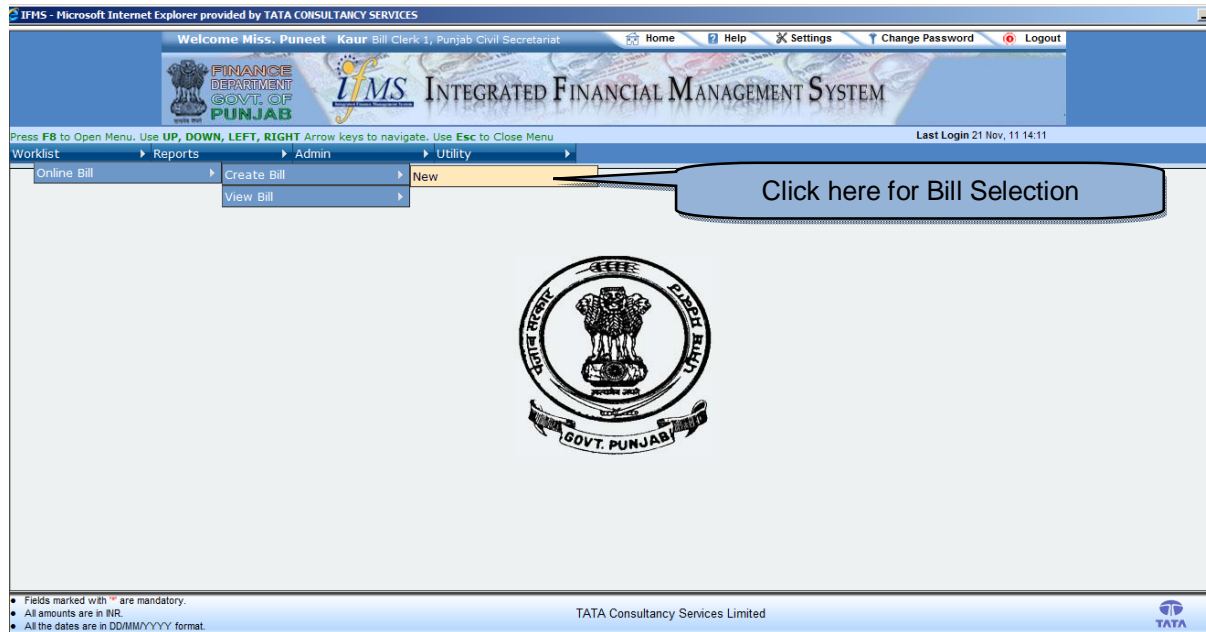 IFMS - Microsoft Internet Explorer provided by TATA CONSULTANCY SERVICES
Welcome Miss. Puneet Kaur Bill Clerk 1, Punjab Civil Secretariat
Home Help Settings Change Password Logout
FINANCE
DEPARTMENT
GOVT. OF
PUNJAB
ifMS
INTEGRATED FINANCIAL MANAGEMENT SYSTEM
Press F8 to Open Menu. Use UP, DOWN, LEFT, RIGHT Arrow keys to navigate. Use Esc to Close Menu
Last Login 21 Nov, 11 14:11
Worklist Reports Admin Utility
Online Bill Create Bill New
View Bill
Click here for Bill Selection
ਪੰਜਾਬ ਸਰਕਾਰ
सत्यमेव जयते
GOVT. PUNJAB
Fields marked with "*" are mandatory.
All amounts are in INR.
All the dates are in DD/MM/YYYY format.
TATA Consultancy Services Limited
TATA